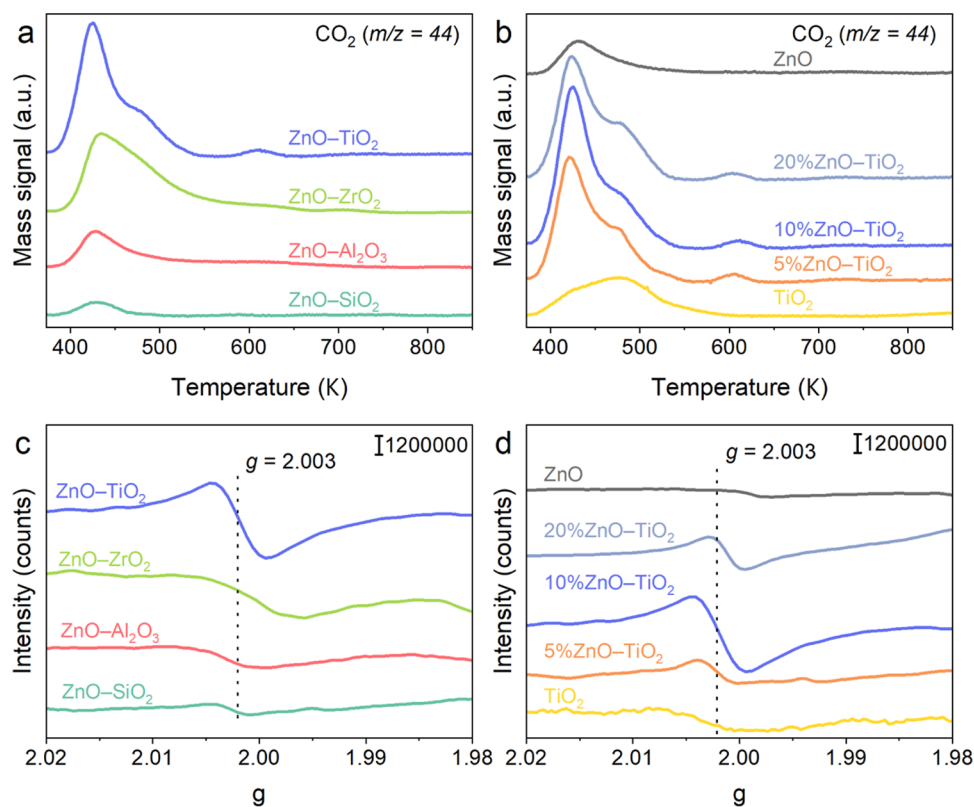 a
CO₂ (m/z = 44)
ZnO–TiO₂
ZnO–ZrO₂
ZnO–Al₂O₃
ZnO–SiO₂
Mass signal (a.u.)
400 500 600 700 800
Temperature (K)
b
CO₂ (m/z = 44)
ZnO
20%ZnO–TiO₂
10%ZnO–TiO₂
5%ZnO–TiO₂
TiO₂
Mass signal (a.u.)
400 500 600 700 800
Temperature (K)
c
1200000
g = 2.003
ZnO–TiO₂
ZnO–ZrO₂
ZnO–Al₂O₃
ZnO–SiO₂
Intensity (counts)
2.02 2.01 2.00 1.99 1.98
g
d
1200000
g = 2.003
ZnO
20%ZnO–TiO₂
10%ZnO–TiO₂
5%ZnO–TiO₂
TiO₂
Intensity (counts)
2.02 2.01 2.00 1.99 1.98
g